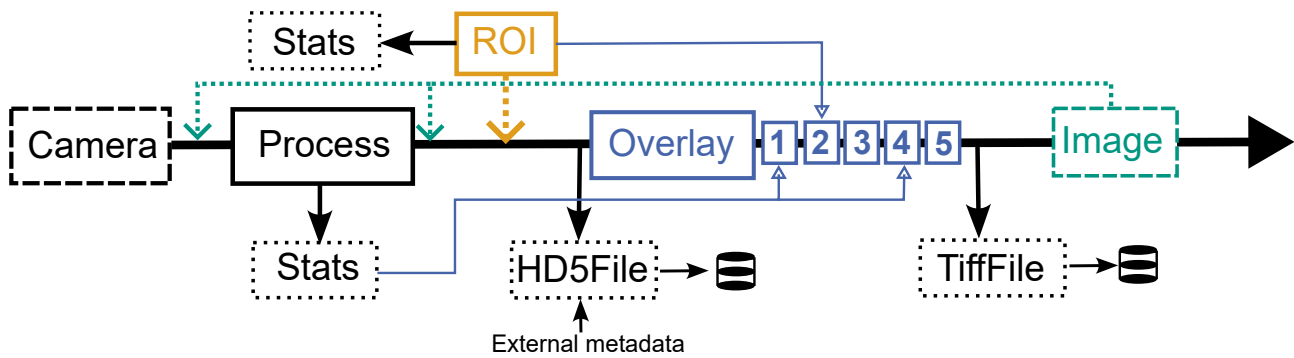 Stats
ROI
Camera
Process
Overlay
1
2
3
4
5
Image
Stats
HD5File
TiffFile
External metadata